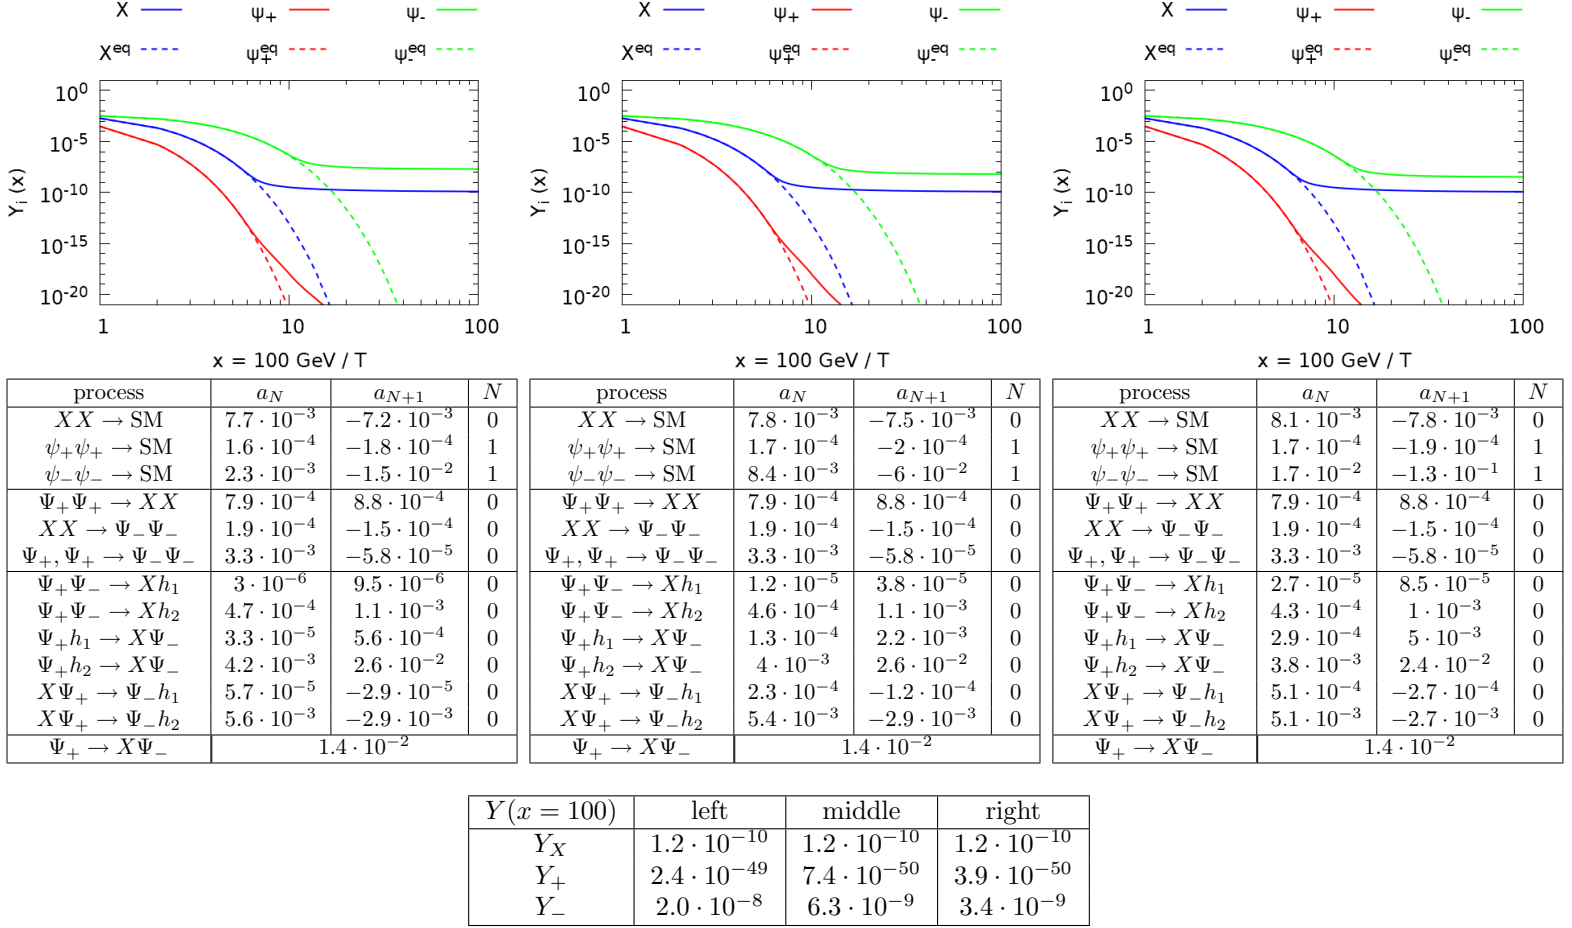 X ψ₊ ψ₋
X^eq ψ₊^eq ψ₋^eq
Y_i (x)
10^0
10^-5
10^-10
10^-15
10^-20
1 10 100
x = 100 GeV / T
X ψ₊ ψ₋
X^eq ψ₊^eq ψ₋^eq
Y_i (x)
10^0
10^-5
10^-10
10^-15
10^-20
1 10 100
x = 100 GeV / T
X ψ₊ ψ₋
X^eq ψ₊^eq ψ₋^eq
Y_i (x)
10^0
10^-5
10^-10
10^-15
10^-20
1 10 100
x = 100 GeV / T
process a_N a_{N+1} N
XX → SM 7.7 · 10^-3 −7.2 · 10^-3 0
ψ₊ψ₊ → SM 1.6 · 10^-4 −1.8 · 10^-4 1
ψ₋ψ₋ → SM 2.3 · 10^-3 −1.5 · 10^-2 1
Ψ₊Ψ₊ → XX 7.9 · 10^-4 8.8 · 10^-4 0
XX → Ψ₋Ψ₋ 1.9 · 10^-4 −1.5 · 10^-4 0
Ψ₊, Ψ₊ → Ψ₋Ψ₋ 3.3 · 10^-3 −5.8 · 10^-5 0
Ψ₊Ψ₋ → Xh₁ 3 · 10^-6 9.5 · 10^-6 0
Ψ₊Ψ₋ → Xh₂ 4.7 · 10^-4 1.1 · 10^-3 0
Ψ₊h₁ → XΨ₋ 3.3 · 10^-5 5.6 · 10^-4 0
Ψ₊h₂ → XΨ₋ 4.2 · 10^-3 2.6 · 10^-2 0
XΨ₊ → Ψ₋h₁ 5.7 · 10^-5 −2.9 · 10^-5 0
XΨ₊ → Ψ₋h₂ 5.6 · 10^-3 −2.9 · 10^-3 0
Ψ₊ → XΨ₋ 1.4 · 10^-2
process a_N a_{N+1} N
XX → SM 7.8 · 10^-3 −7.5 · 10^-3 0
ψ₊ψ₊ → SM 1.7 · 10^-4 −2 · 10^-4 1
ψ₋ψ₋ → SM 8.4 · 10^-3 −6 · 10^-2 1
Ψ₊Ψ₊ → XX 7.9 · 10^-4 8.8 · 10^-4 0
XX → Ψ₋Ψ₋ 1.9 · 10^-4 −1.5 · 10^-4 0
Ψ₊, Ψ₊ → Ψ₋Ψ₋ 3.3 · 10^-3 −5.8 · 10^-5 0
Ψ₊Ψ₋ → Xh₁ 1.2 · 10^-5 3.8 · 10^-5 0
Ψ₊Ψ₋ → Xh₂ 4.6 · 10^-4 1.1 · 10^-3 0
Ψ₊h₁ → XΨ₋ 1.3 · 10^-4 2.2 · 10^-3 0
Ψ₊h₂ → XΨ₋ 4 · 10^-3 2.6 · 10^-2 0
XΨ₊ → Ψ₋h₁ 2.3 · 10^-4 −1.2 · 10^-4 0
XΨ₊ → Ψ₋h₂ 5.4 · 10^-3 −2.9 · 10^-3 0
Ψ₊ → XΨ₋ 1.4 · 10^-2
process a_N a_{N+1} N
XX → SM 8.1 · 10^-3 −7.8 · 10^-3 0
ψ₊ψ₊ → SM 1.7 · 10^-4 −1.9 · 10^-4 1
ψ₋ψ₋ → SM 1.7 · 10^-2 −1.3 · 10^-1 1
Ψ₊Ψ₊ → XX 7.9 · 10^-4 8.8 · 10^-4 0
XX → Ψ₋Ψ₋ 1.9 · 10^-4 −1.5 · 10^-4 0
Ψ₊, Ψ₊ → Ψ₋Ψ₋ 3.3 · 10^-3 −5.8 · 10^-5 0
Ψ₊Ψ₋ → Xh₁ 2.7 · 10^-5 8.5 · 10^-5 0
Ψ₊Ψ₋ → Xh₂ 4.3 · 10^-4 1 · 10^-3 0
Ψ₊h₁ → XΨ₋ 2.9 · 10^-4 5 · 10^-3 0
Ψ₊h₂ → XΨ₋ 3.8 · 10^-3 2.4 · 10^-2 0
XΨ₊ → Ψ₋h₁ 5.1 · 10^-4 −2.7 · 10^-4 0
XΨ₊ → Ψ₋h₂ 5.1 · 10^-3 −2.7 · 10^-3 0
Ψ₊ → XΨ₋ 1.4 · 10^-2
Y(x = 100) left middle right
Y_X 1.2 · 10^-10 1.2 · 10^-10 1.2 · 10^-10
Y₊ 2.4 · 10^-49 7.4 · 10^-50 3.9 · 10^-50
Y₋ 2.0 · 10^-8 6.3 · 10^-9 3.4 · 10^-9